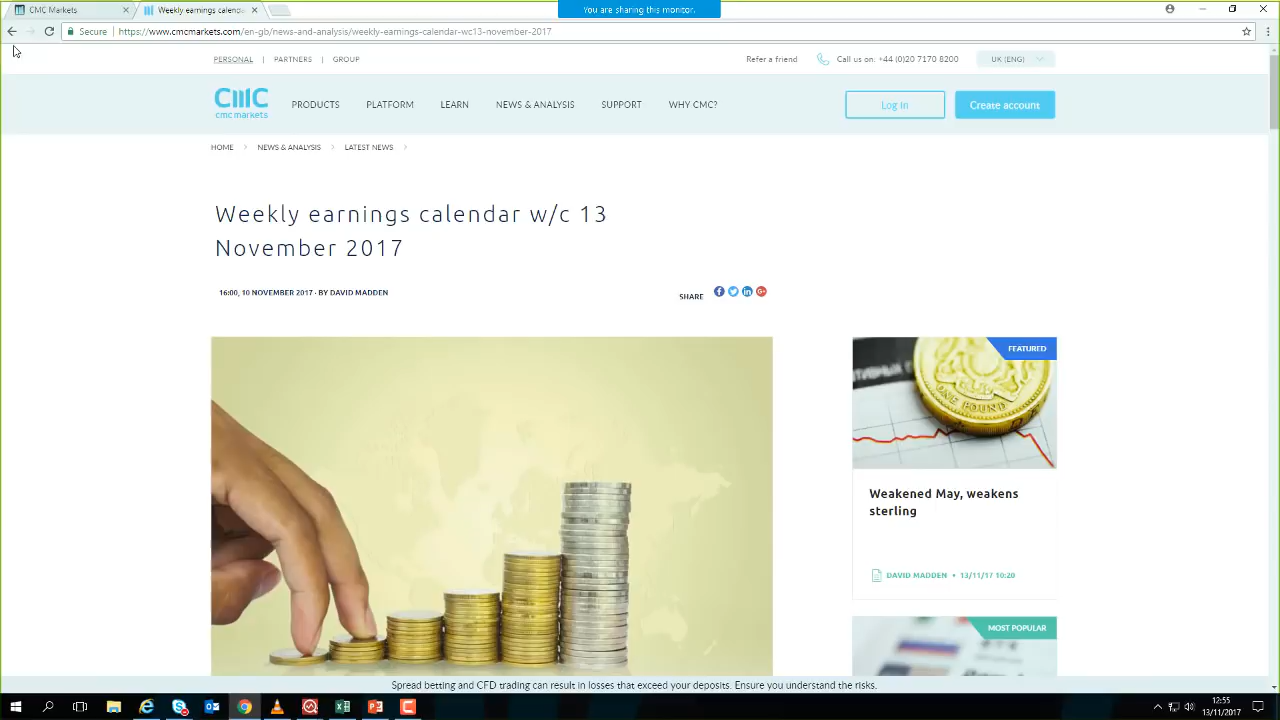 CMC Markets
Weekly earnings calenda
You are sharing this monitor.
Secure
https://www.cmcmarkets.com/en-gb/news-and-analysis/weekly-earnings-calendar-wc13-november-2017
PERSONAL | PARTNERS | GROUP
Refer a friend
Call us on: +44 (0)20 7170 8200
UK (ENG)
cmc markets
PRODUCTS PLATFORM LEARN NEWS & ANALYSIS SUPPORT WHY CMC?
Log in
Create account
HOME > NEWS & ANALYSIS > LATEST NEWS >
Weekly earnings calendar w/c 13
November 2017
16:00, 10 NOVEMBER 2017 · BY DAVID MADDEN
SHARE
FEATURED
ONE POUND
Weakened May, weakens
sterling
DAVID MADDEN • 13/11/17 10:20
MOST POPULAR
Spread betting and CFD trading can result in losses that exceed your deposits. Ensure you understand the risks.
12:55
13/11/2017